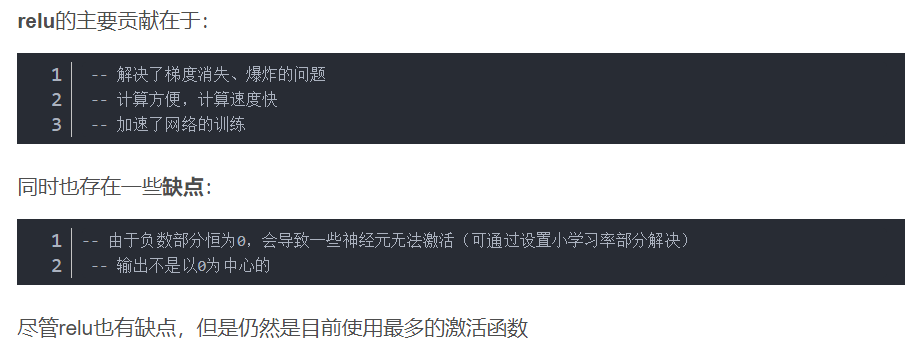 relu的主要贡献在于：
1 -- 解决了梯度消失、爆炸的问题
2 -- 计算方便，计算速度快
3 -- 加速了网络的训练
同时也存在一些缺点：
1 -- 由于负数部分恒为0，会导致一些神经元无法激活（可通过设置小学习率部分解决）
2 -- 输出不是以0为中心的
尽管relu也有缺点，但是仍然是目前使用最多的激活函数